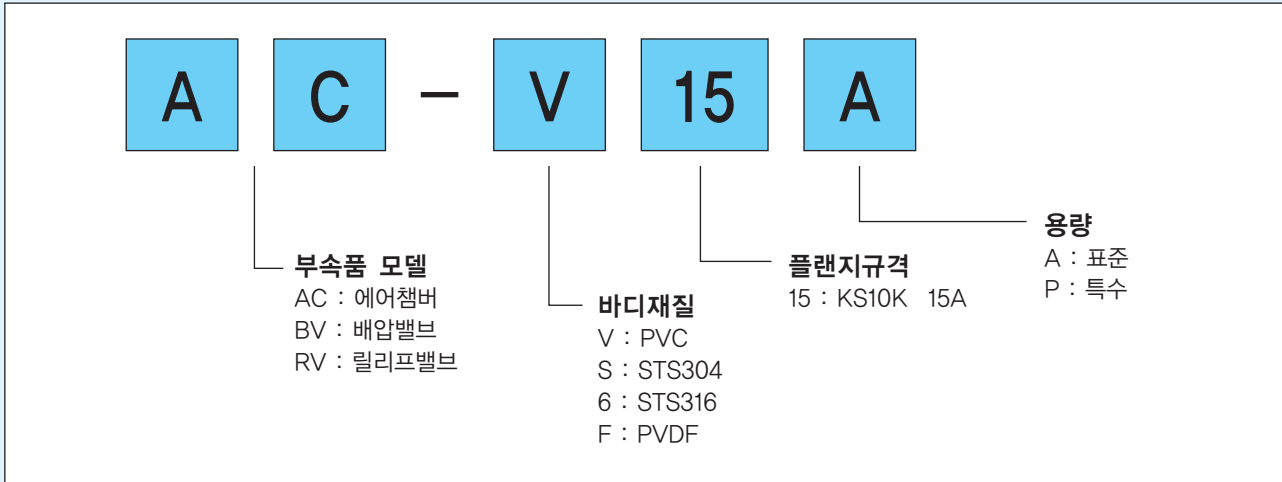 A C - V 15 A
부속품 모델
AC : 에어챔버
BV : 배압밸브
RV : 릴리프밸브
바디재질
V : PVC
S : STS304
6 : STS316
F : PVDF
플랜지규격
15 : KS10K 15A
용량
A : 표준
P : 특수